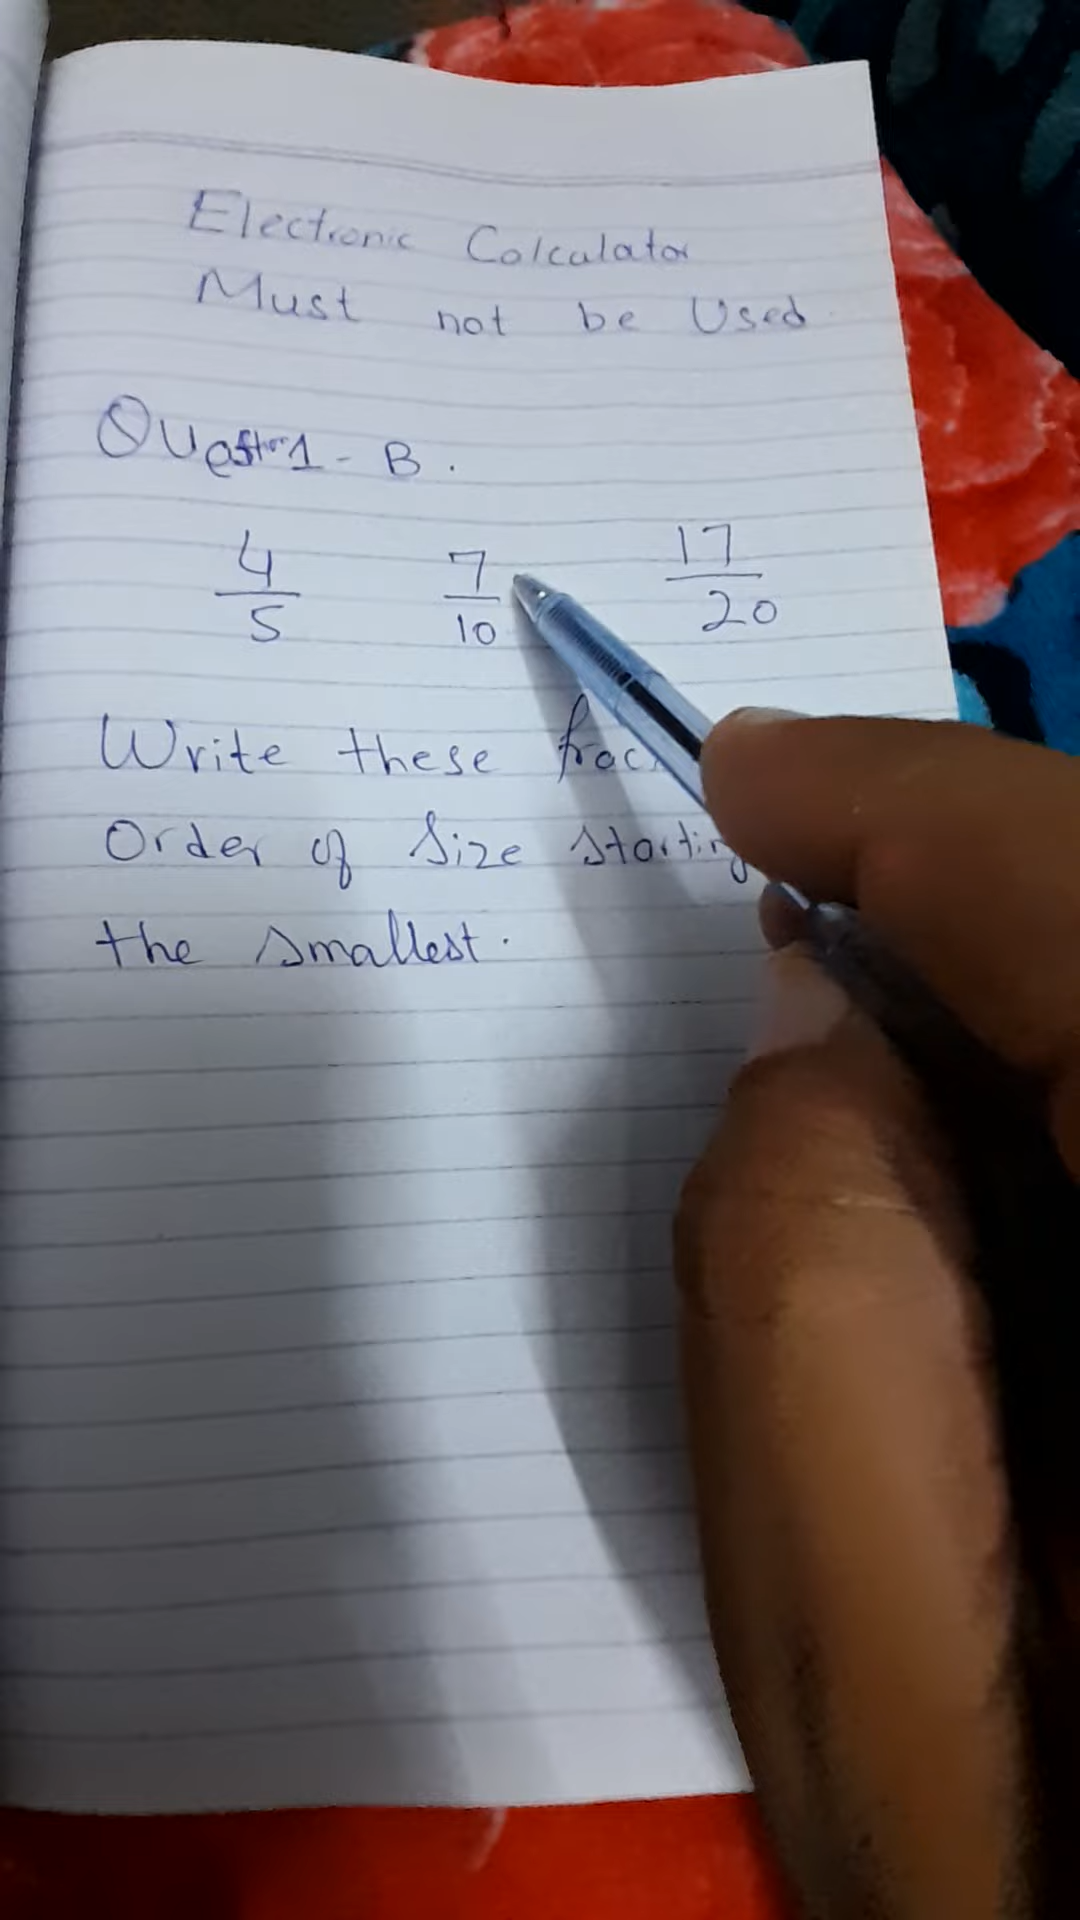 Electronic Calculator
Must not be Used
Question 1 - B.
4/5 7/10 17/20
Write these
Order of Size starting
the smallest.